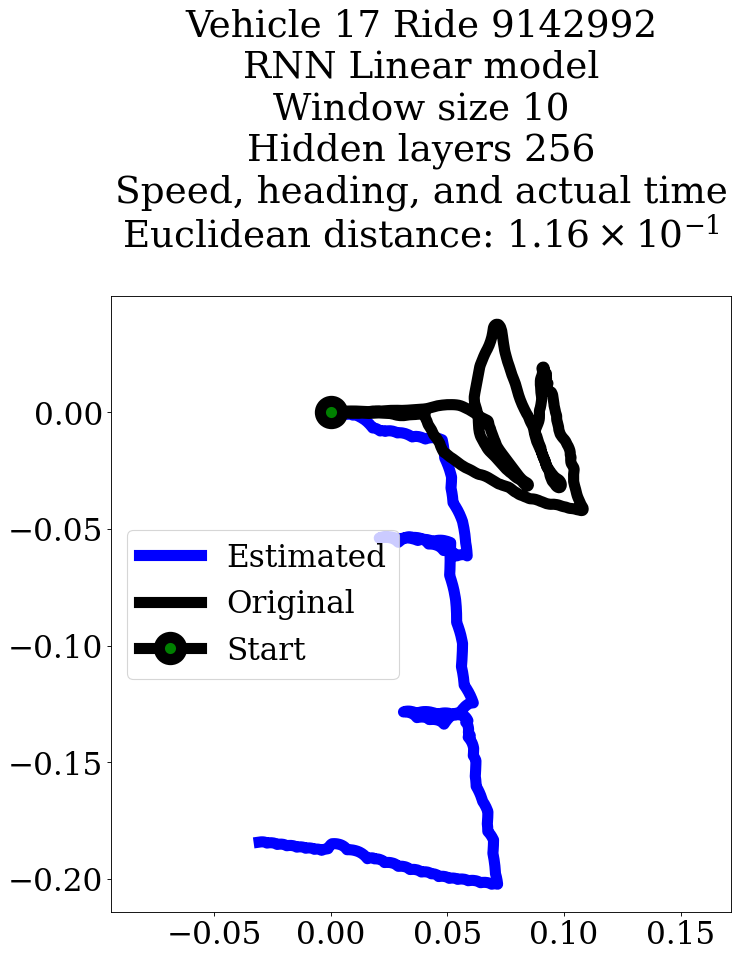 Vehicle 17 Ride 9142992
RNN Linear model
Window size 10
Hidden layers 256
Speed, heading, and actual time
Euclidean distance: 1.16 × 10⁻¹
0.00
−0.05
−0.10
−0.15
−0.20
Estimated
Original
Start
−0.05 0.00 0.05 0.10 0.15